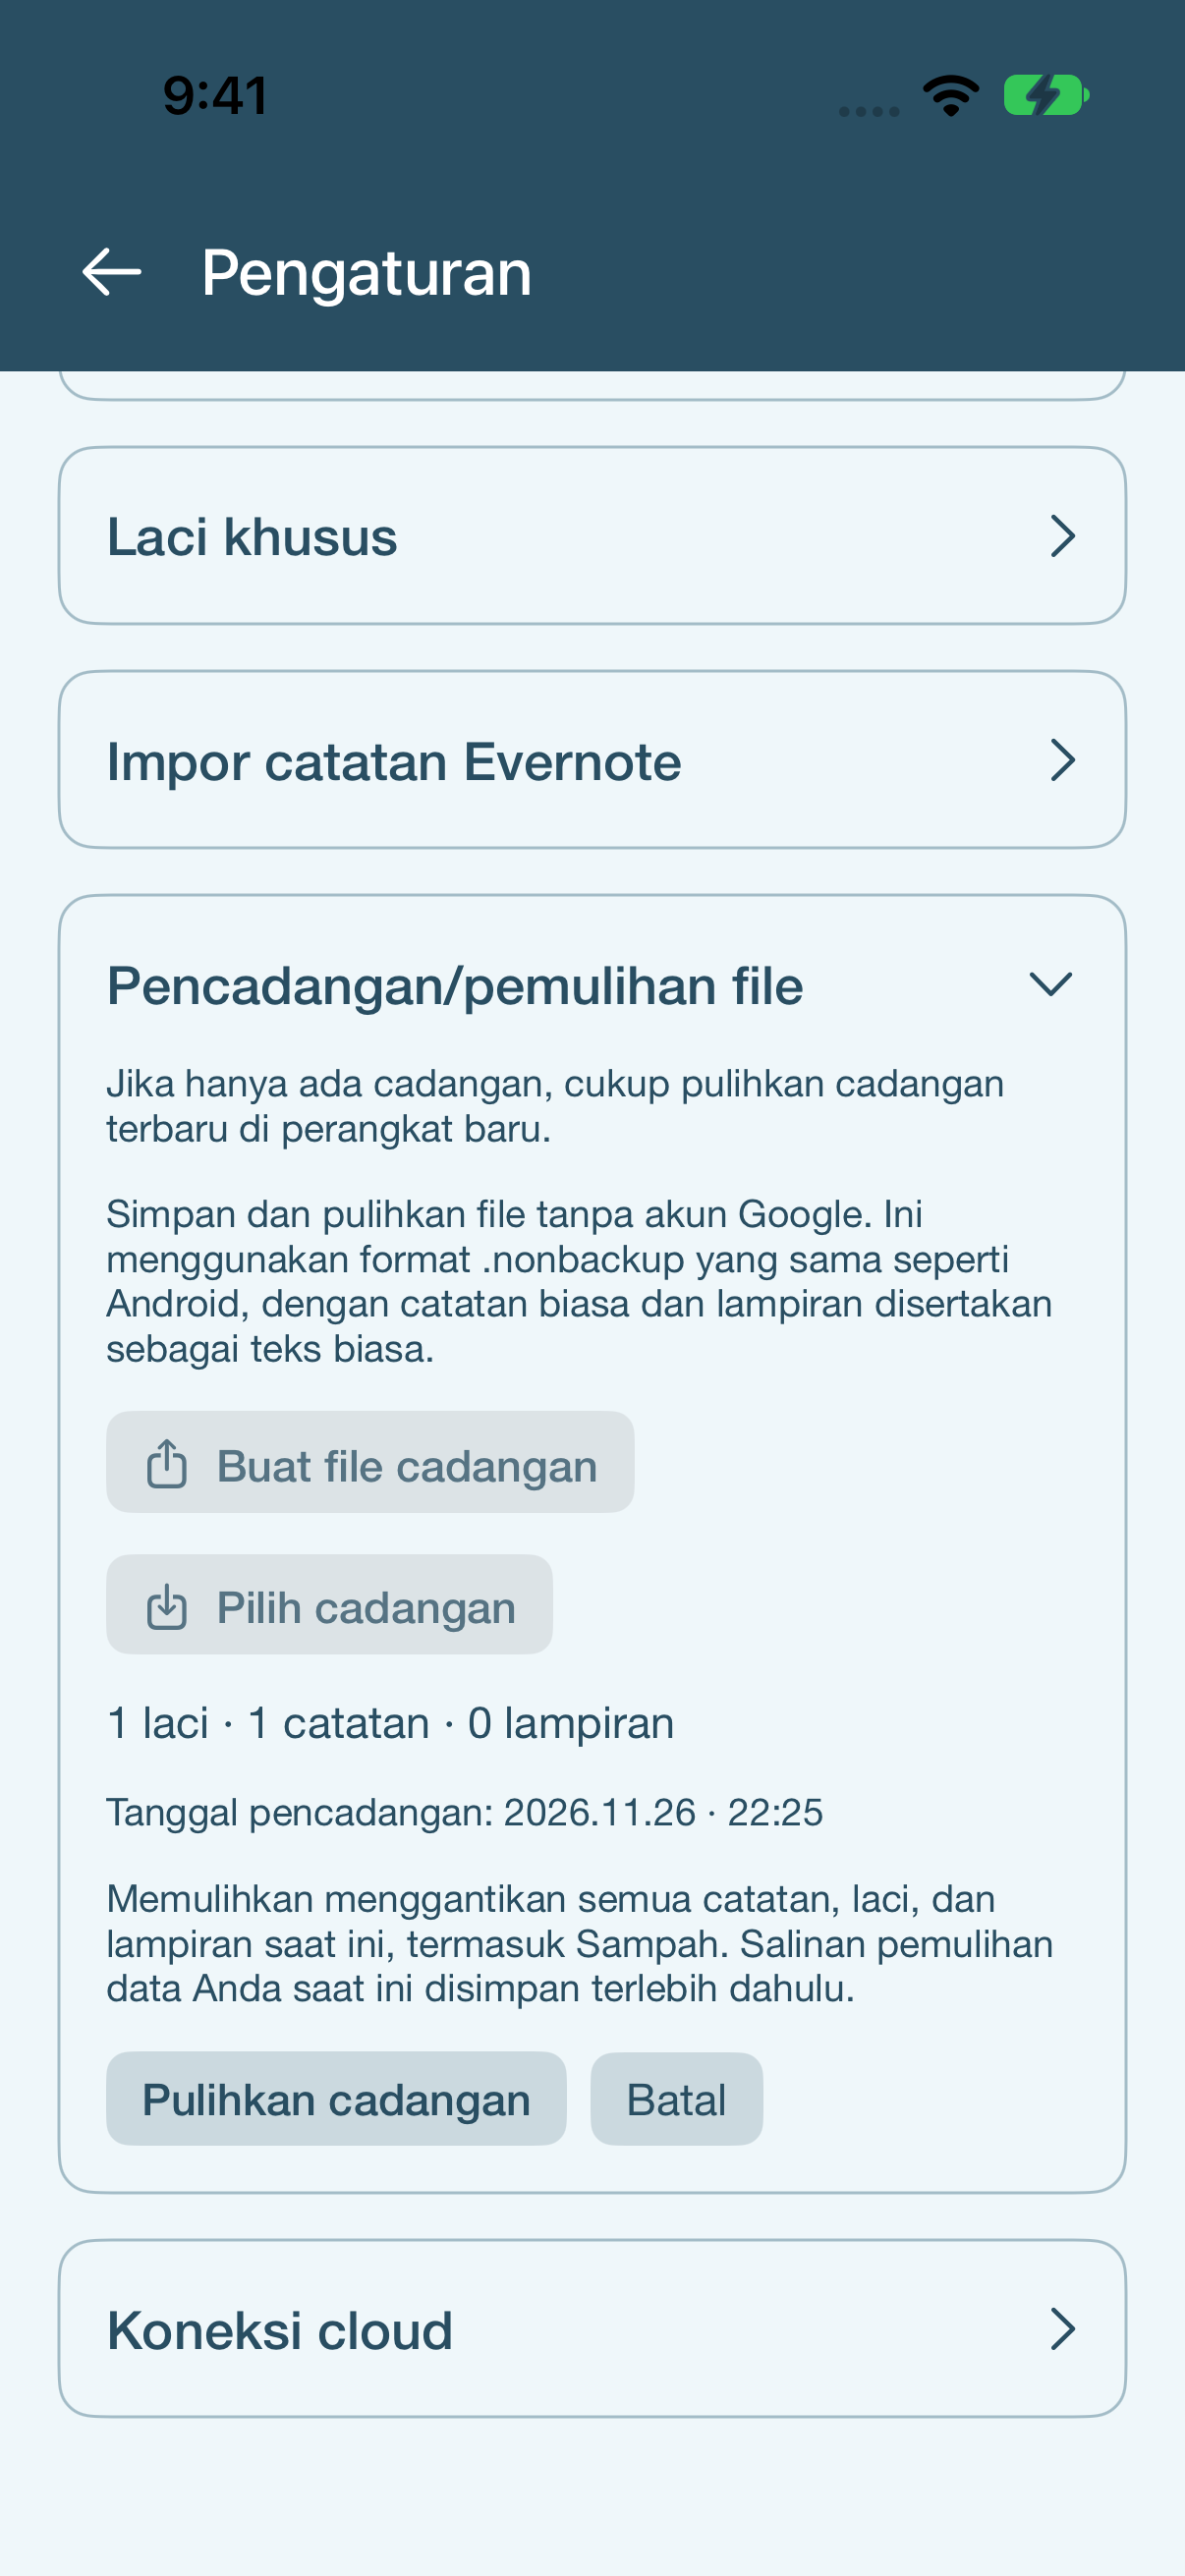 9:41
Pengaturan
Laci khusus
Impor catatan Evernote
Pencadangan/pemulihan file
Jika hanya ada cadangan, cukup pulihkan cadangan
terbaru di perangkat baru.
Simpan dan pulihkan file tanpa akun Google. Ini
menggunakan format .nonbackup yang sama seperti
Android, dengan catatan biasa dan lampiran disertakan
sebagai teks biasa.
Buat file cadangan
Pilih cadangan
1 laci · 1 catatan · 0 lampiran
Tanggal pencadangan: 2026.11.26 · 22:25
Memulihkan menggantikan semua catatan, laci, dan
lampiran saat ini, termasuk Sampah. Salinan pemulihan
data Anda saat ini disimpan terlebih dahulu.
Pulihkan cadangan Batal
Koneksi cloud